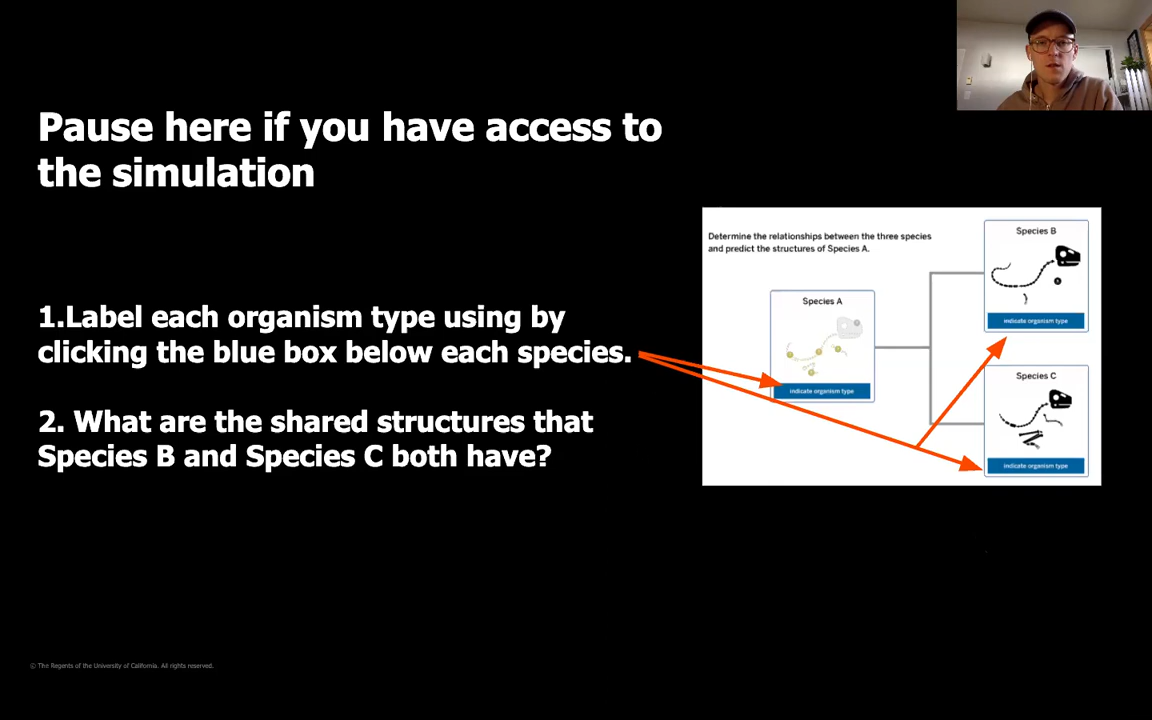 Pause here if you have access to
the simulation
1.Label each organism type using by
clicking the blue box below each species.
2. What are the shared structures that
Species B and Species C both have?
Determine the relationships between the three species
and predict the structures of Species A.
Species A
indicate organism type
Species B
indicate organism type
Species C
indicate organism type
© The Regents of the University of California. All rights reserved.